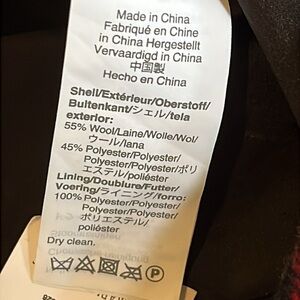 Made in China
Fabriqué en Chine
in China Hergestellt
Vervaardigd in China
中国製
Hecho en China
Shell/Extérieur/Oberstoff/
Buitenkant/シェル/tela
exterior:
55% Wool/Laine/Wolle/Wol/
ウール/lana
45% Polyester/Polyester/
Polyester/Polyester/ポリ
エステル/poliéster
Lining/Doublure/Futter/
Voering/ライニング/forro:
100% Polyester/Polyester/
Polyester/Polyester/
ポリエステル/
poliéster
Dry clean.
P